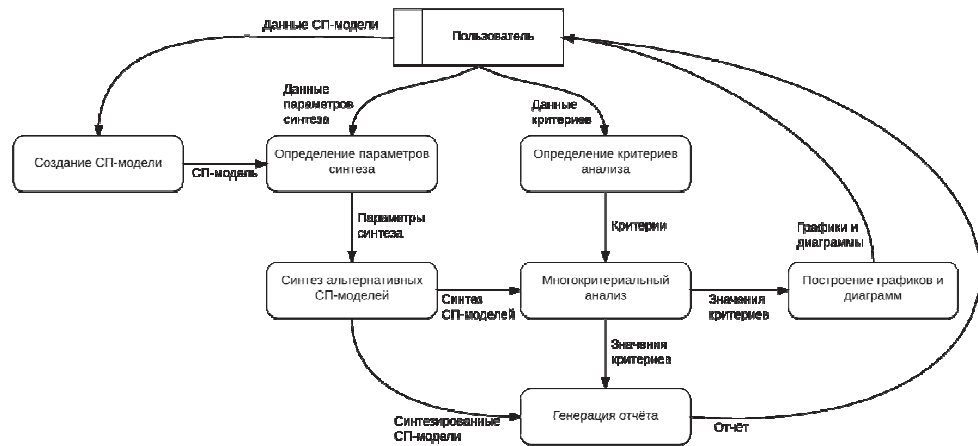 Данные СП-модели
Пользователь
Данные
параметров
синтеза
Данные
критериев
Создание СП-модели
СП-модель
Определение параметров
синтеза
Определение критериев
анализа
Параметры
синтеза
Критерии
Графики и
диаграммы
Синтез альтернативных
СП-моделей
Синтез
СП-моделей
Многокритериальный
анализ
Значения
критериев
Построение графиков и
диаграмм
Значения
критериев
Синтезированные
СП-модели
Генерация отчёта
Отчёт